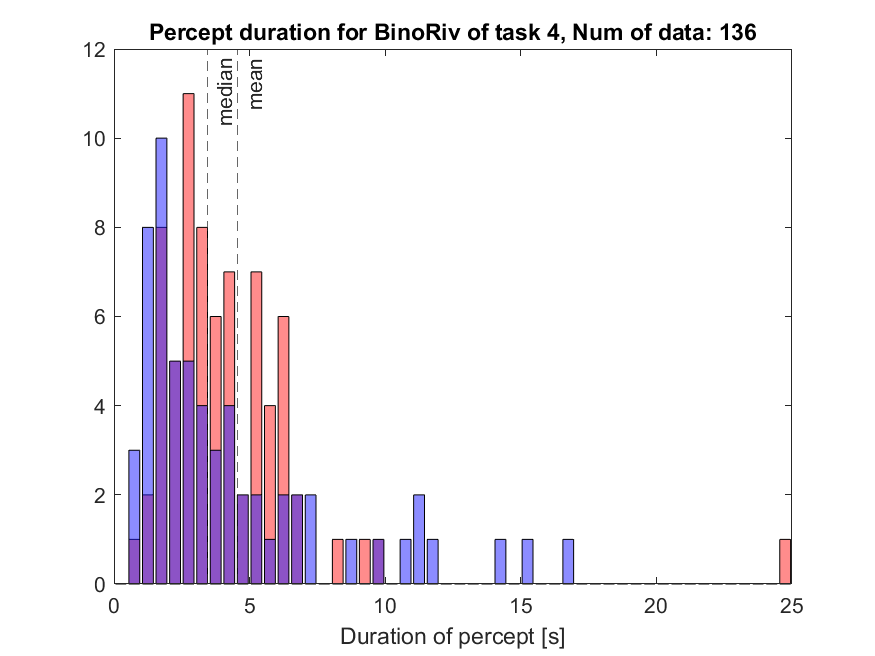 Percept duration for BinoRiv of task 4, Num of data: 136
12
10
8
6
4
2
0
median
mean
0 5 10 15 20 25
Duration of percept [s]